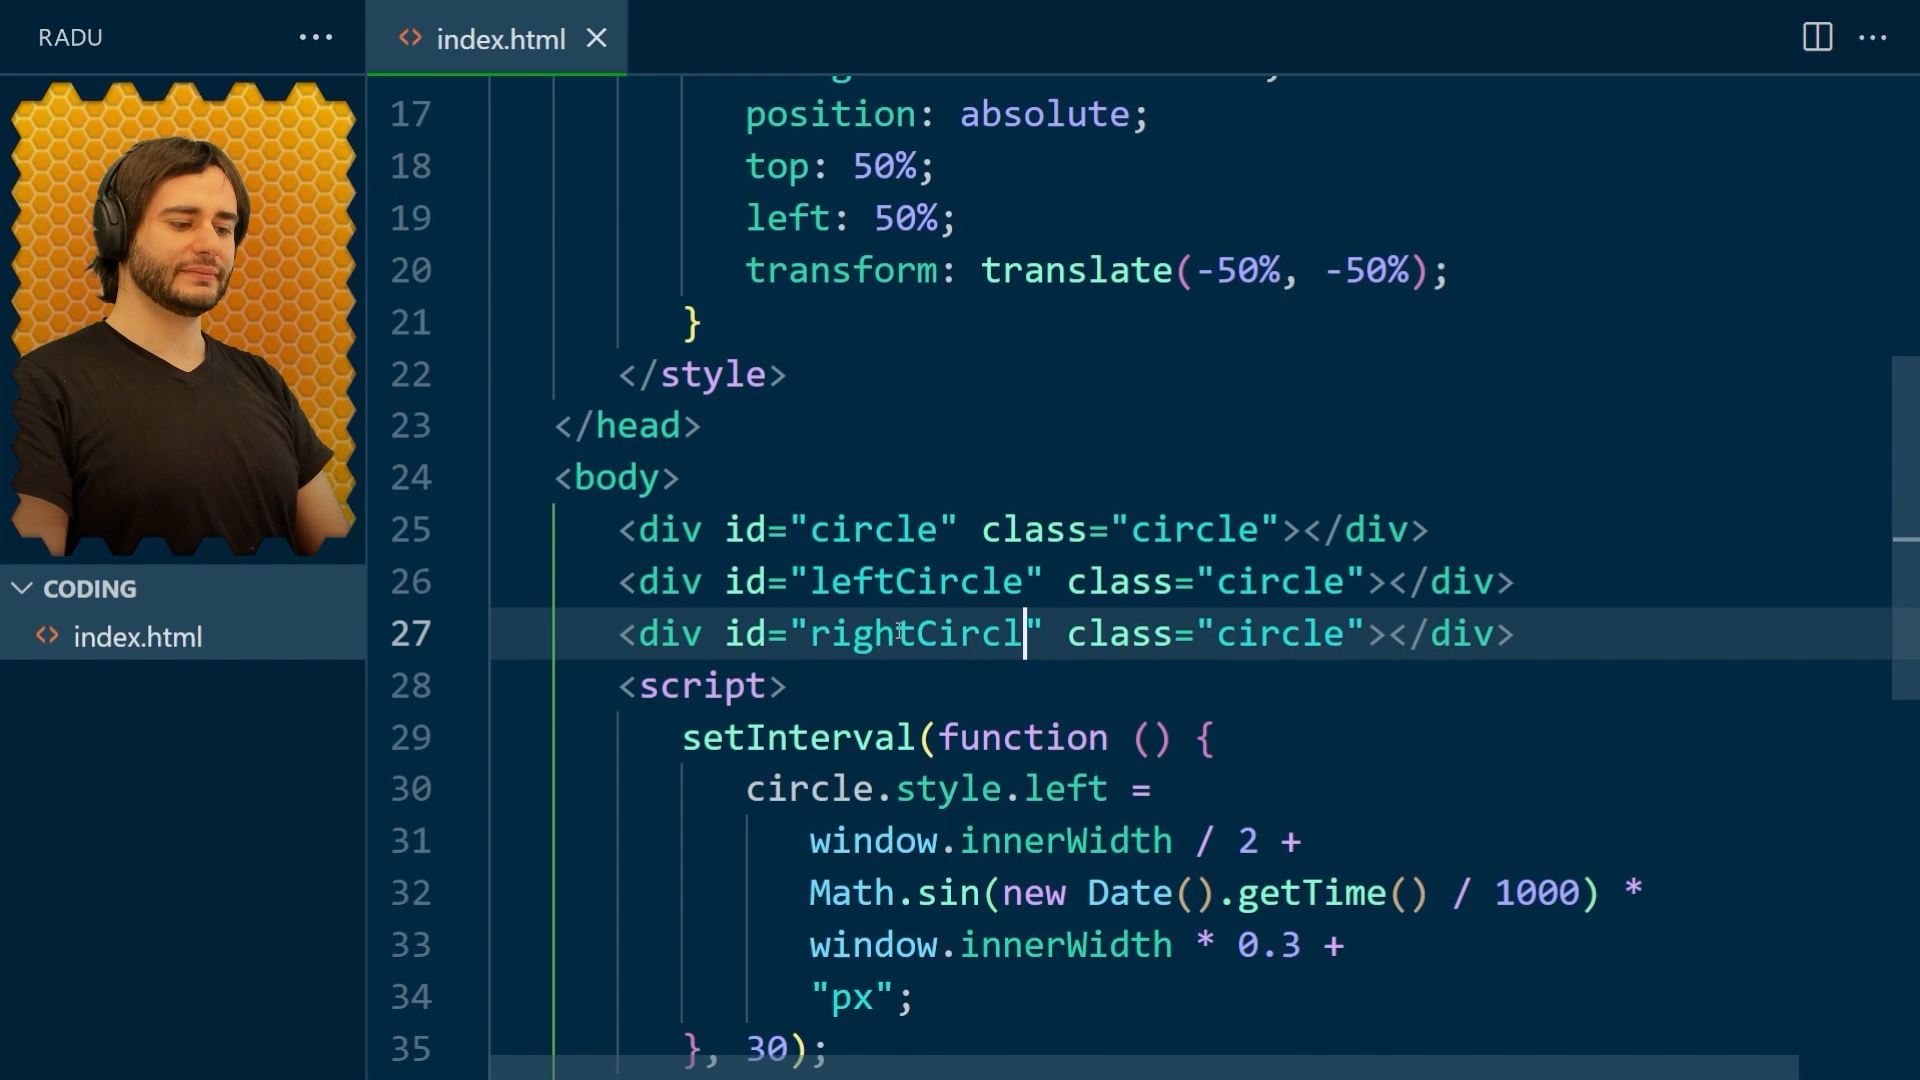 RADU
index.html
17 position: absolute;
18 top: 50%;
19 left: 50%;
20 transform: translate(-50%, -50%);
21 }
22 </style>
23 </head>
24 <body>
25 <div id="circle" class="circle"></div>
26 <div id="leftCircle" class="circle"></div>
27 <div id="rightCircl" class="circle"></div>
28 <script>
29 setInterval(function () {
30 circle.style.left =
31 window.innerWidth / 2 +
32 Math.sin(new Date().getTime() / 1000) *
33 window.innerWidth * 0.3 +
34 "px";
35 }, 30);
CODING
index.html